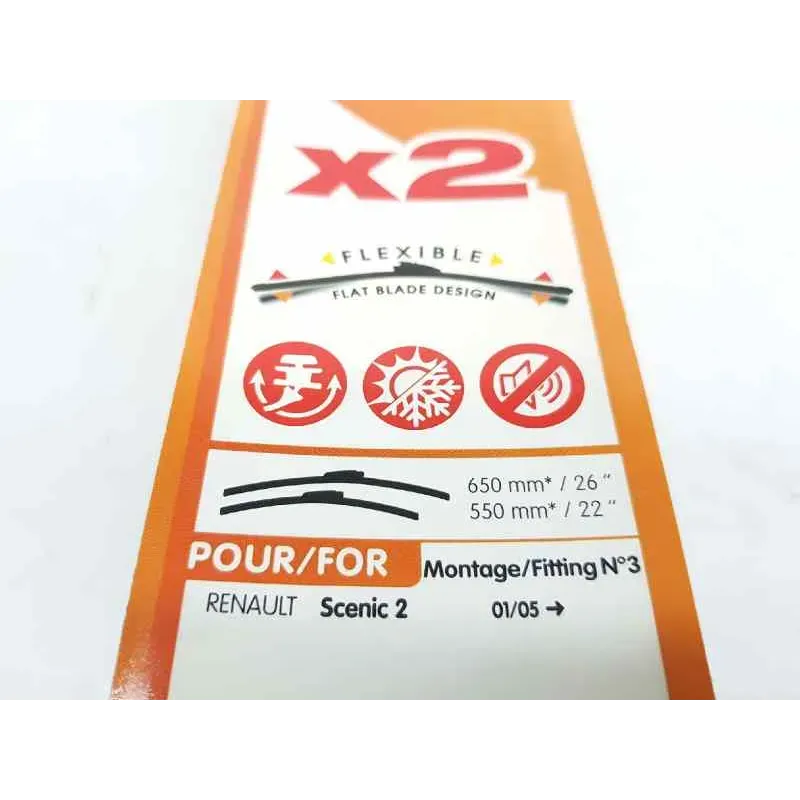 x2
FLEXIBLE
FLAT BLADE DESIGN
650 mm* / 26 "
550 mm* / 22 "
POUR/FOR Montage/Fitting N°3
RENAULT Scenic 2 01/05 →